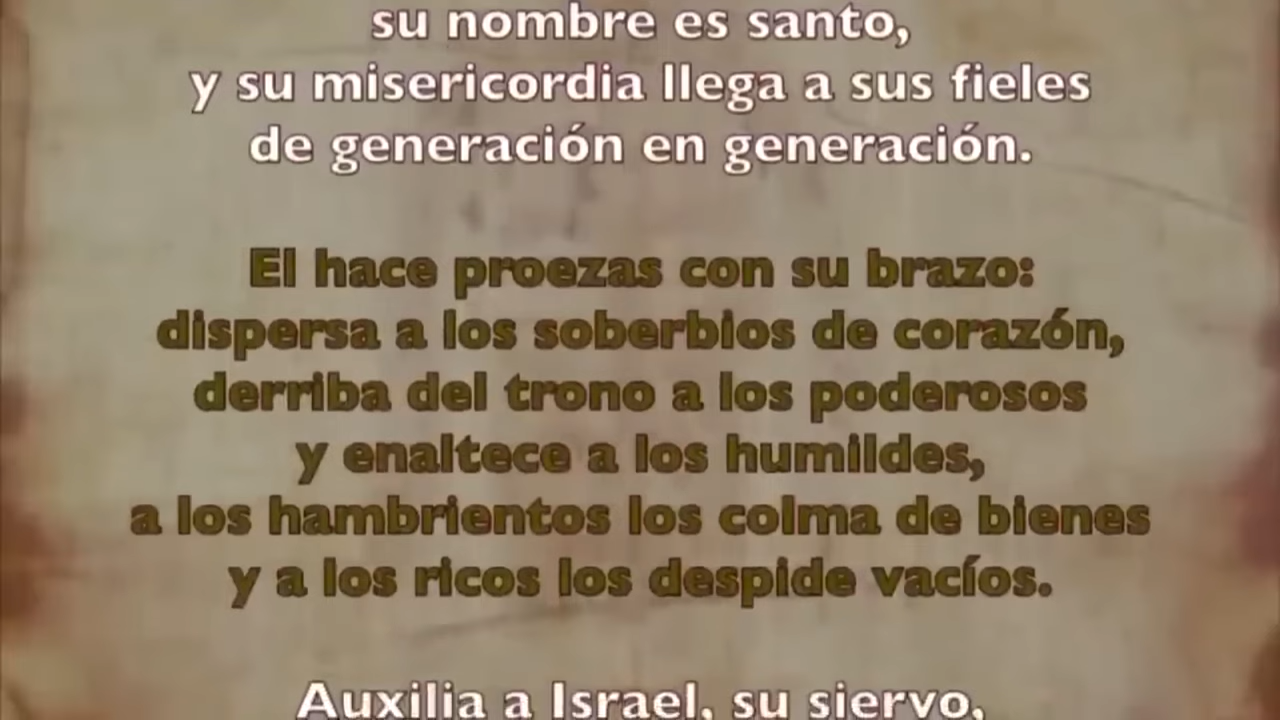 su nombre es santo,
y su misericordia llega a sus fieles
de generación en generación.
El hace proezas con su brazo:
dispersa a los soberbios de corazón,
derriba del trono a los poderosos
y enaltece a los humildes,
a los hambrientos los colma de bienes
y a los ricos los despide vacíos.
Auxilia a Israel, su siervo,